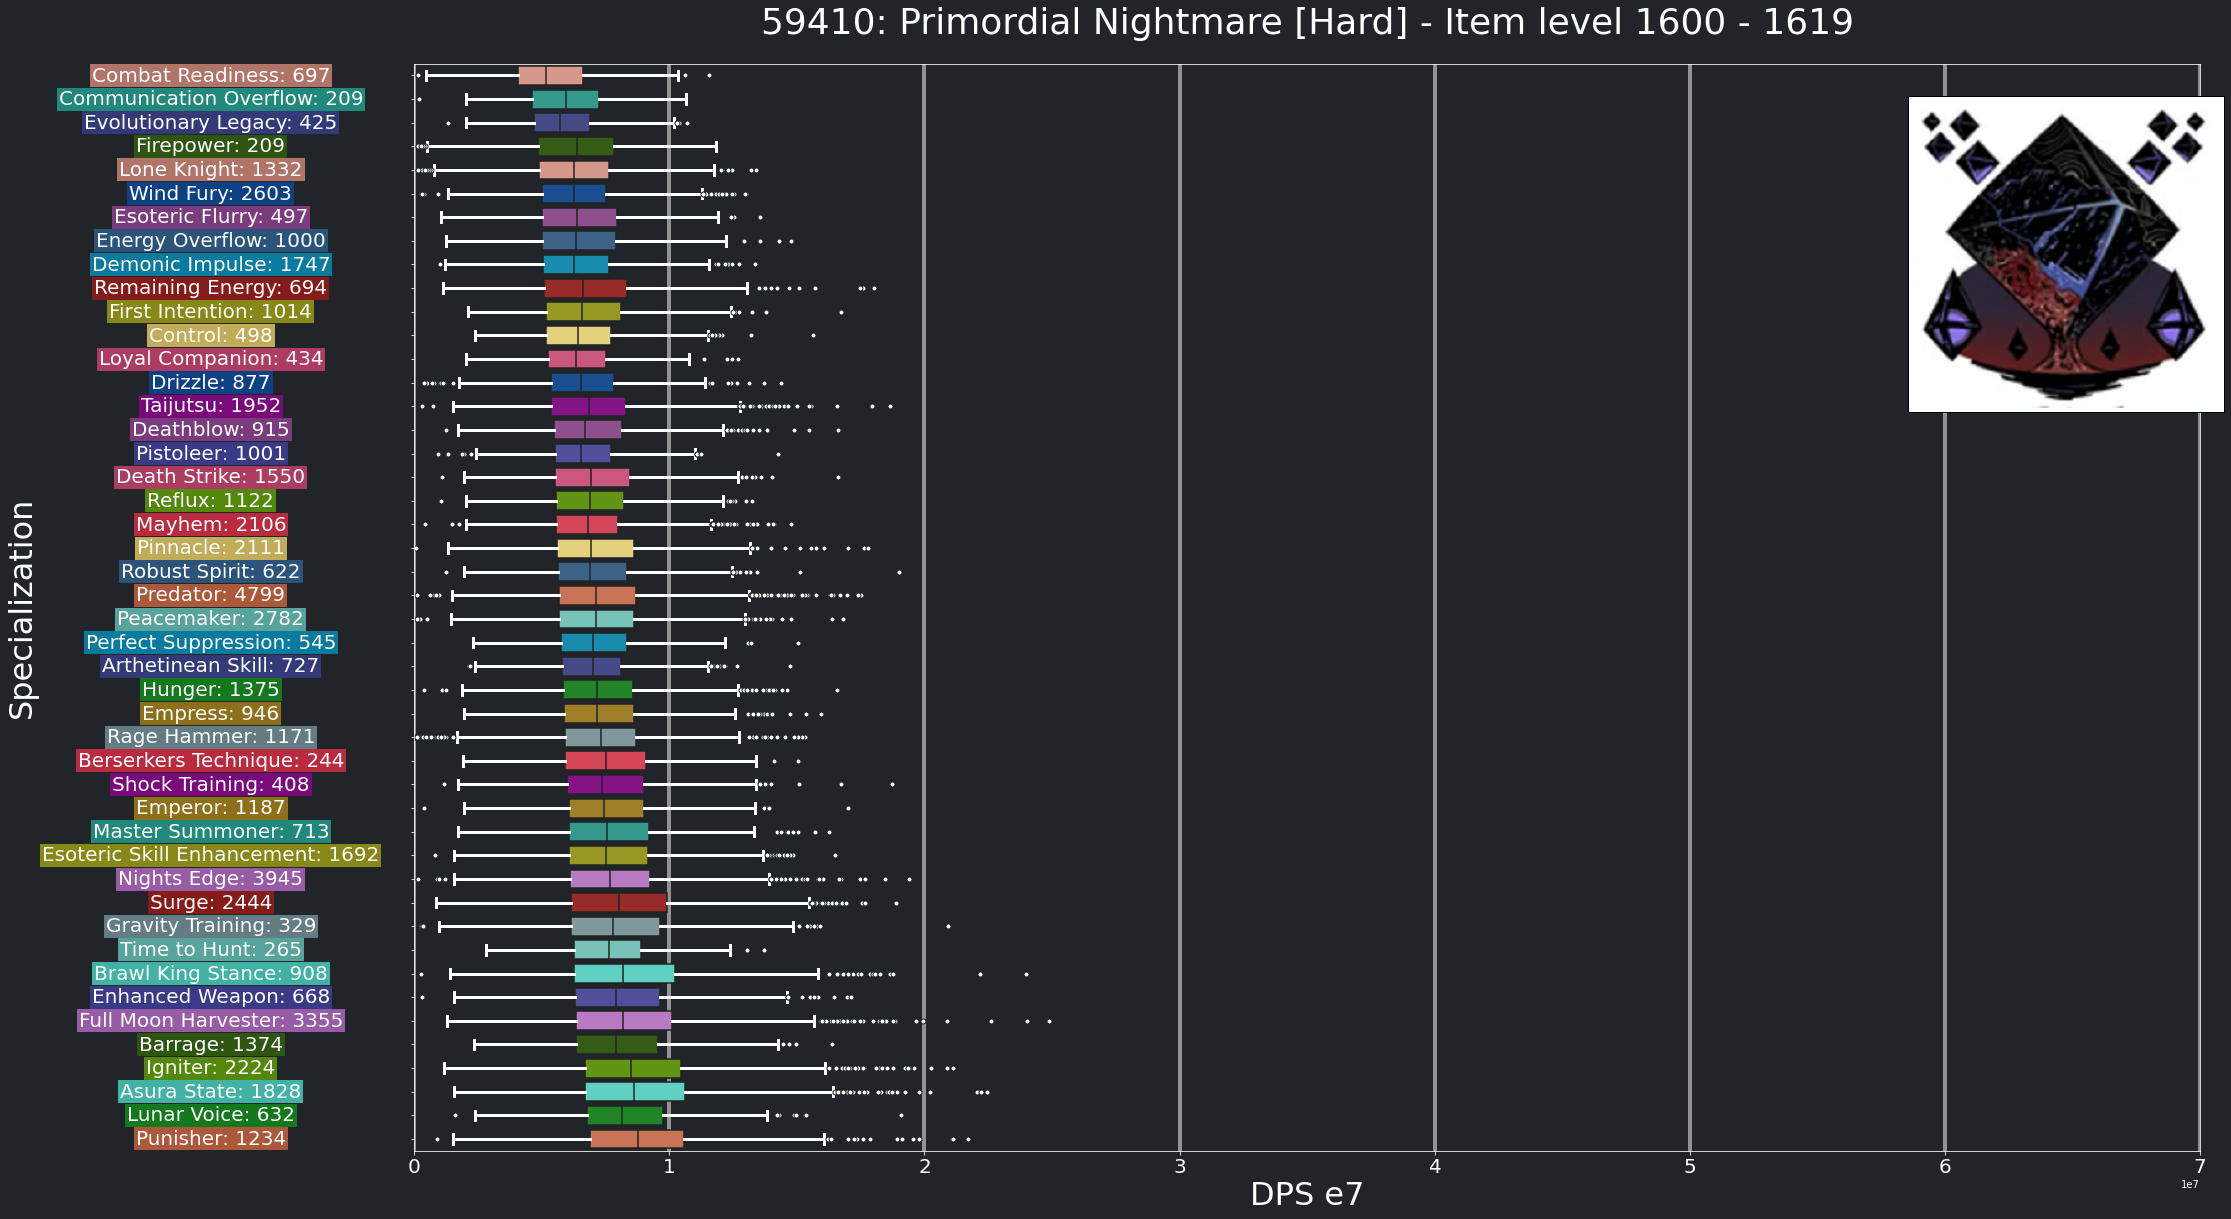 59410: Primordial Nightmare [Hard] - Item level 1600 - 1619
Specialization
Combat Readiness: 697
Communication Overflow: 209
Evolutionary Legacy: 425
Firepower: 209
Lone Knight: 1332
Wind Fury: 2603
Esoteric Flurry: 497
Energy Overflow: 1000
Demonic Impulse: 1747
Remaining Energy: 694
First Intention: 1014
Control: 498
Loyal Companion: 434
Drizzle: 877
Taijutsu: 1952
Deathblow: 915
Pistoleer: 1001
Death Strike: 1550
Reflux: 1122
Mayhem: 2106
Pinnacle: 2111
Robust Spirit: 622
Predator: 4799
Peacemaker: 2782
Perfect Suppression: 545
Arthetinean Skill: 727
Hunger: 1375
Empress: 946
Rage Hammer: 1171
Berserkers Technique: 244
Shock Training: 408
Emperor: 1187
Master Summoner: 713
Esoteric Skill Enhancement: 1692
Nights Edge: 3945
Surge: 2444
Gravity Training: 329
Time to Hunt: 265
Brawl King Stance: 908
Enhanced Weapon: 668
Full Moon Harvester: 3355
Barrage: 1374
Igniter: 2224
Asura State: 1828
Lunar Voice: 632
Punisher: 1234
0 1 2 3 4 5 6 7
1e7
DPS e7